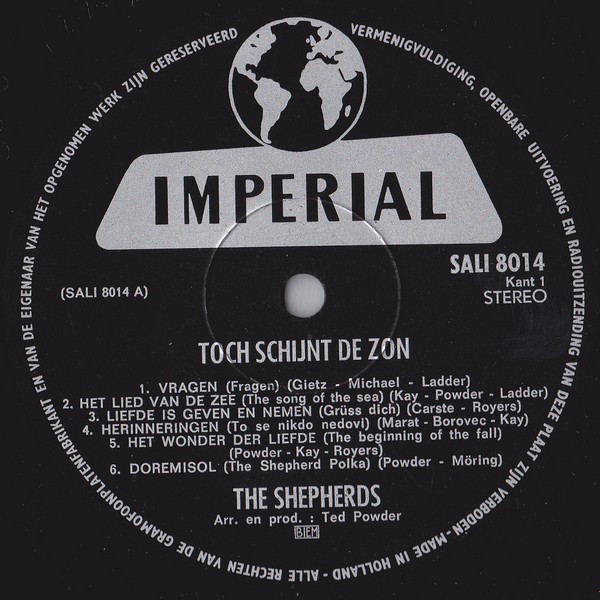 ALLE RECHTEN VAN DE GRAMOFOONPLATENFABRIKANT EN VAN DE EIGENAAR VAN HET OPGENOMEN WERK ZIJN GERESERVEERD
VERMENIGVULDIGING, OPENBARE UITVOERING EN RADIOUITZENDING VAN DEZE PLAAT ZIJN VERBODEN - MADE IN HOLLAND -
IMPERIAL
SALI 8014
Kant 1
STEREO
(SALI 8014 A)
TOCH SCHIJNT DE ZON
1. VRAGEN (Fragen) (Gietz - Michael - Ladder)
2. HET LIED VAN DE ZEE (The song of the sea) (Kay - Powder - Ladder)
3. LIEFDE IS GEVEN EN NEMEN (Grüss dich) (Carste - Royers)
4. HERINNERINGEN (To se nikdo nedovi) (Marat - Borovec - Kay)
5. HET WONDER DER LIEFDE (The beginning of the fall)
(Powder - Kay - Royers)
6. DOREMISOL (The Shepherd Polka) (Powder - Möring)
THE SHEPHERDS
Arr. en prod. : Ted Powder
BIEM